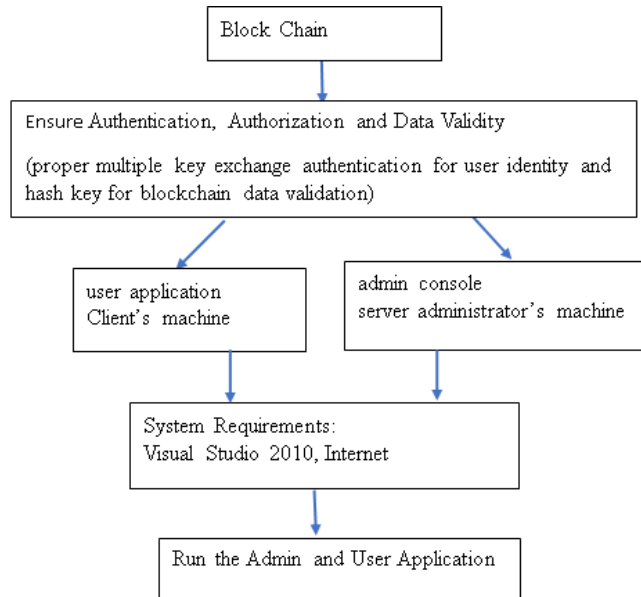 Block Chain
Ensure Authentication, Authorization and Data Validity
(proper multiple key exchange authentication for user identity and
hash key for blockchain data validation)
user application
Client's machine
admin console
server administrator's machine
System Requirements:
Visual Studio 2010, Internet
Run the Admin and User Application